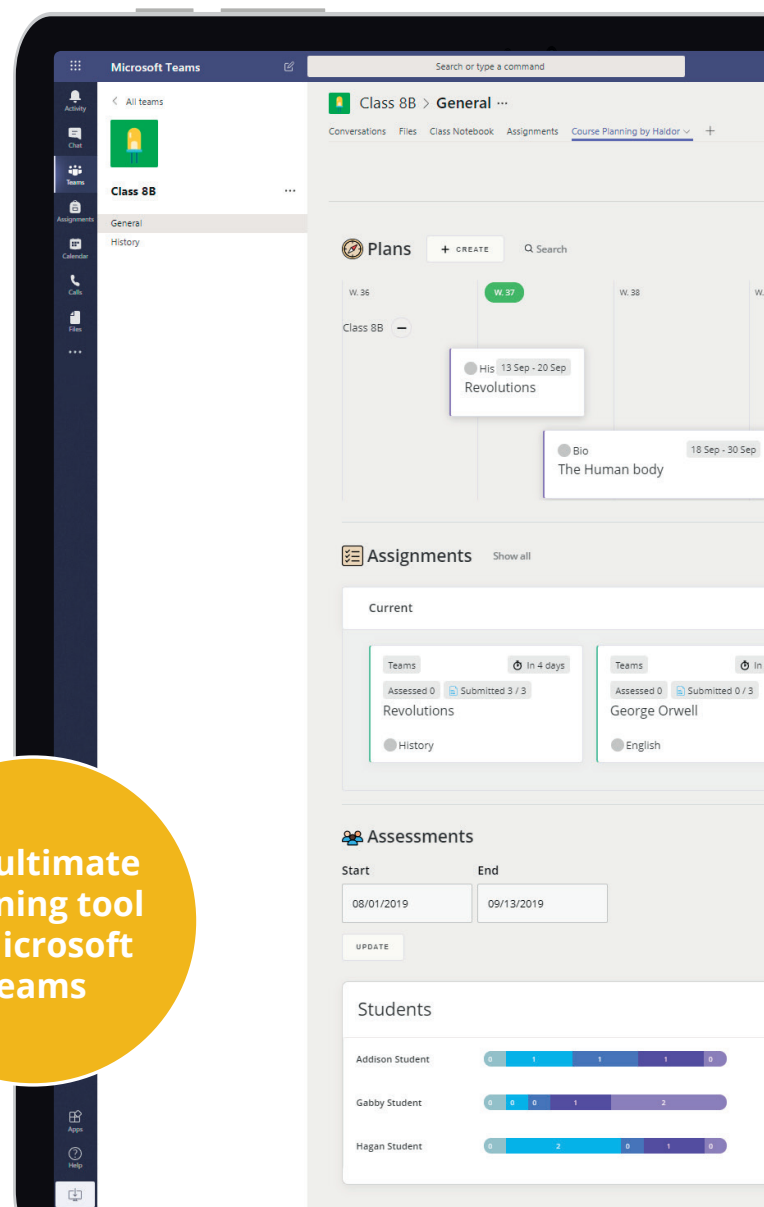 Microsoft Teams
Search or type a command
Activity
Chat
Teams
Assignments
Calendar
Calls
Files
All teams
Class 8B
General
History
Class 8B > General
Conversations Files Class Notebook Assignments Course Planning by Haldor
Plans + CREATE Search
W. 36 W. 37 W. 38 W.
Class 8B
His 13 Sep - 20 Sep
Revolutions
Bio 18 Sep - 30 Sep
The Human body
Assignments Show all
Current
Teams In 4 days
Assessed 0 Submitted 3 / 3
Revolutions
History
Teams In
Assessed 0 Submitted 0 / 3
George Orwell
English
Assessments
Start End
08/01/2019 09/13/2019
UPDATE
Students
Addison Student 0 1 1 1 0
Gabby Student 0 0 0 1 2
Hagan Student 0 2 0 1 0
ultimate
ning tool
icrosoft
eams
Apps
Help